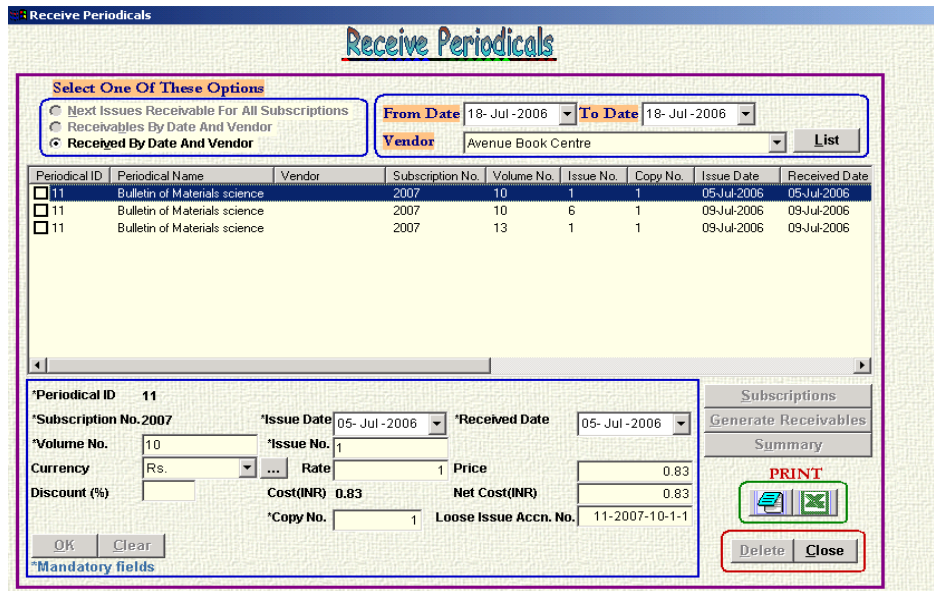 Receive Periodicals
Receive Periodicals
Select One Of These Options
Next Issues Receivable For All Subscriptions
Receivables By Date And Vendor
Received By Date And Vendor
From Date 18- Jul -2006 To Date 18- Jul -2006
Vendor Avenue Book Centre List
Periodical ID Periodical Name Vendor Subscription No. Volume No. Issue No. Copy No. Issue Date Received Date
11 Bulletin of Materials science 2007 10 1 1 05-Jul-2006 05-Jul-2006
11 Bulletin of Materials science 2007 10 6 1 09-Jul-2006 09-Jul-2006
11 Bulletin of Materials science 2007 13 1 1 09-Jul-2006 09-Jul-2006
*Periodical ID 11
*Subscription No. 2007 *Issue Date 05- Jul -2006 *Received Date 05- Jul -2006
*Volume No. 10 *Issue No. 1
Currency Rs. ... Rate 1 Price 0.83
Discount (%) Cost(INR) 0.83 Net Cost(INR) 0.83
*Copy No. 1 Loose Issue Accn. No. 11-2007-10-1-1
OK Clear
*Mandatory fields
Subscriptions
Generate Receivables
Summary
PRINT
Delete Close